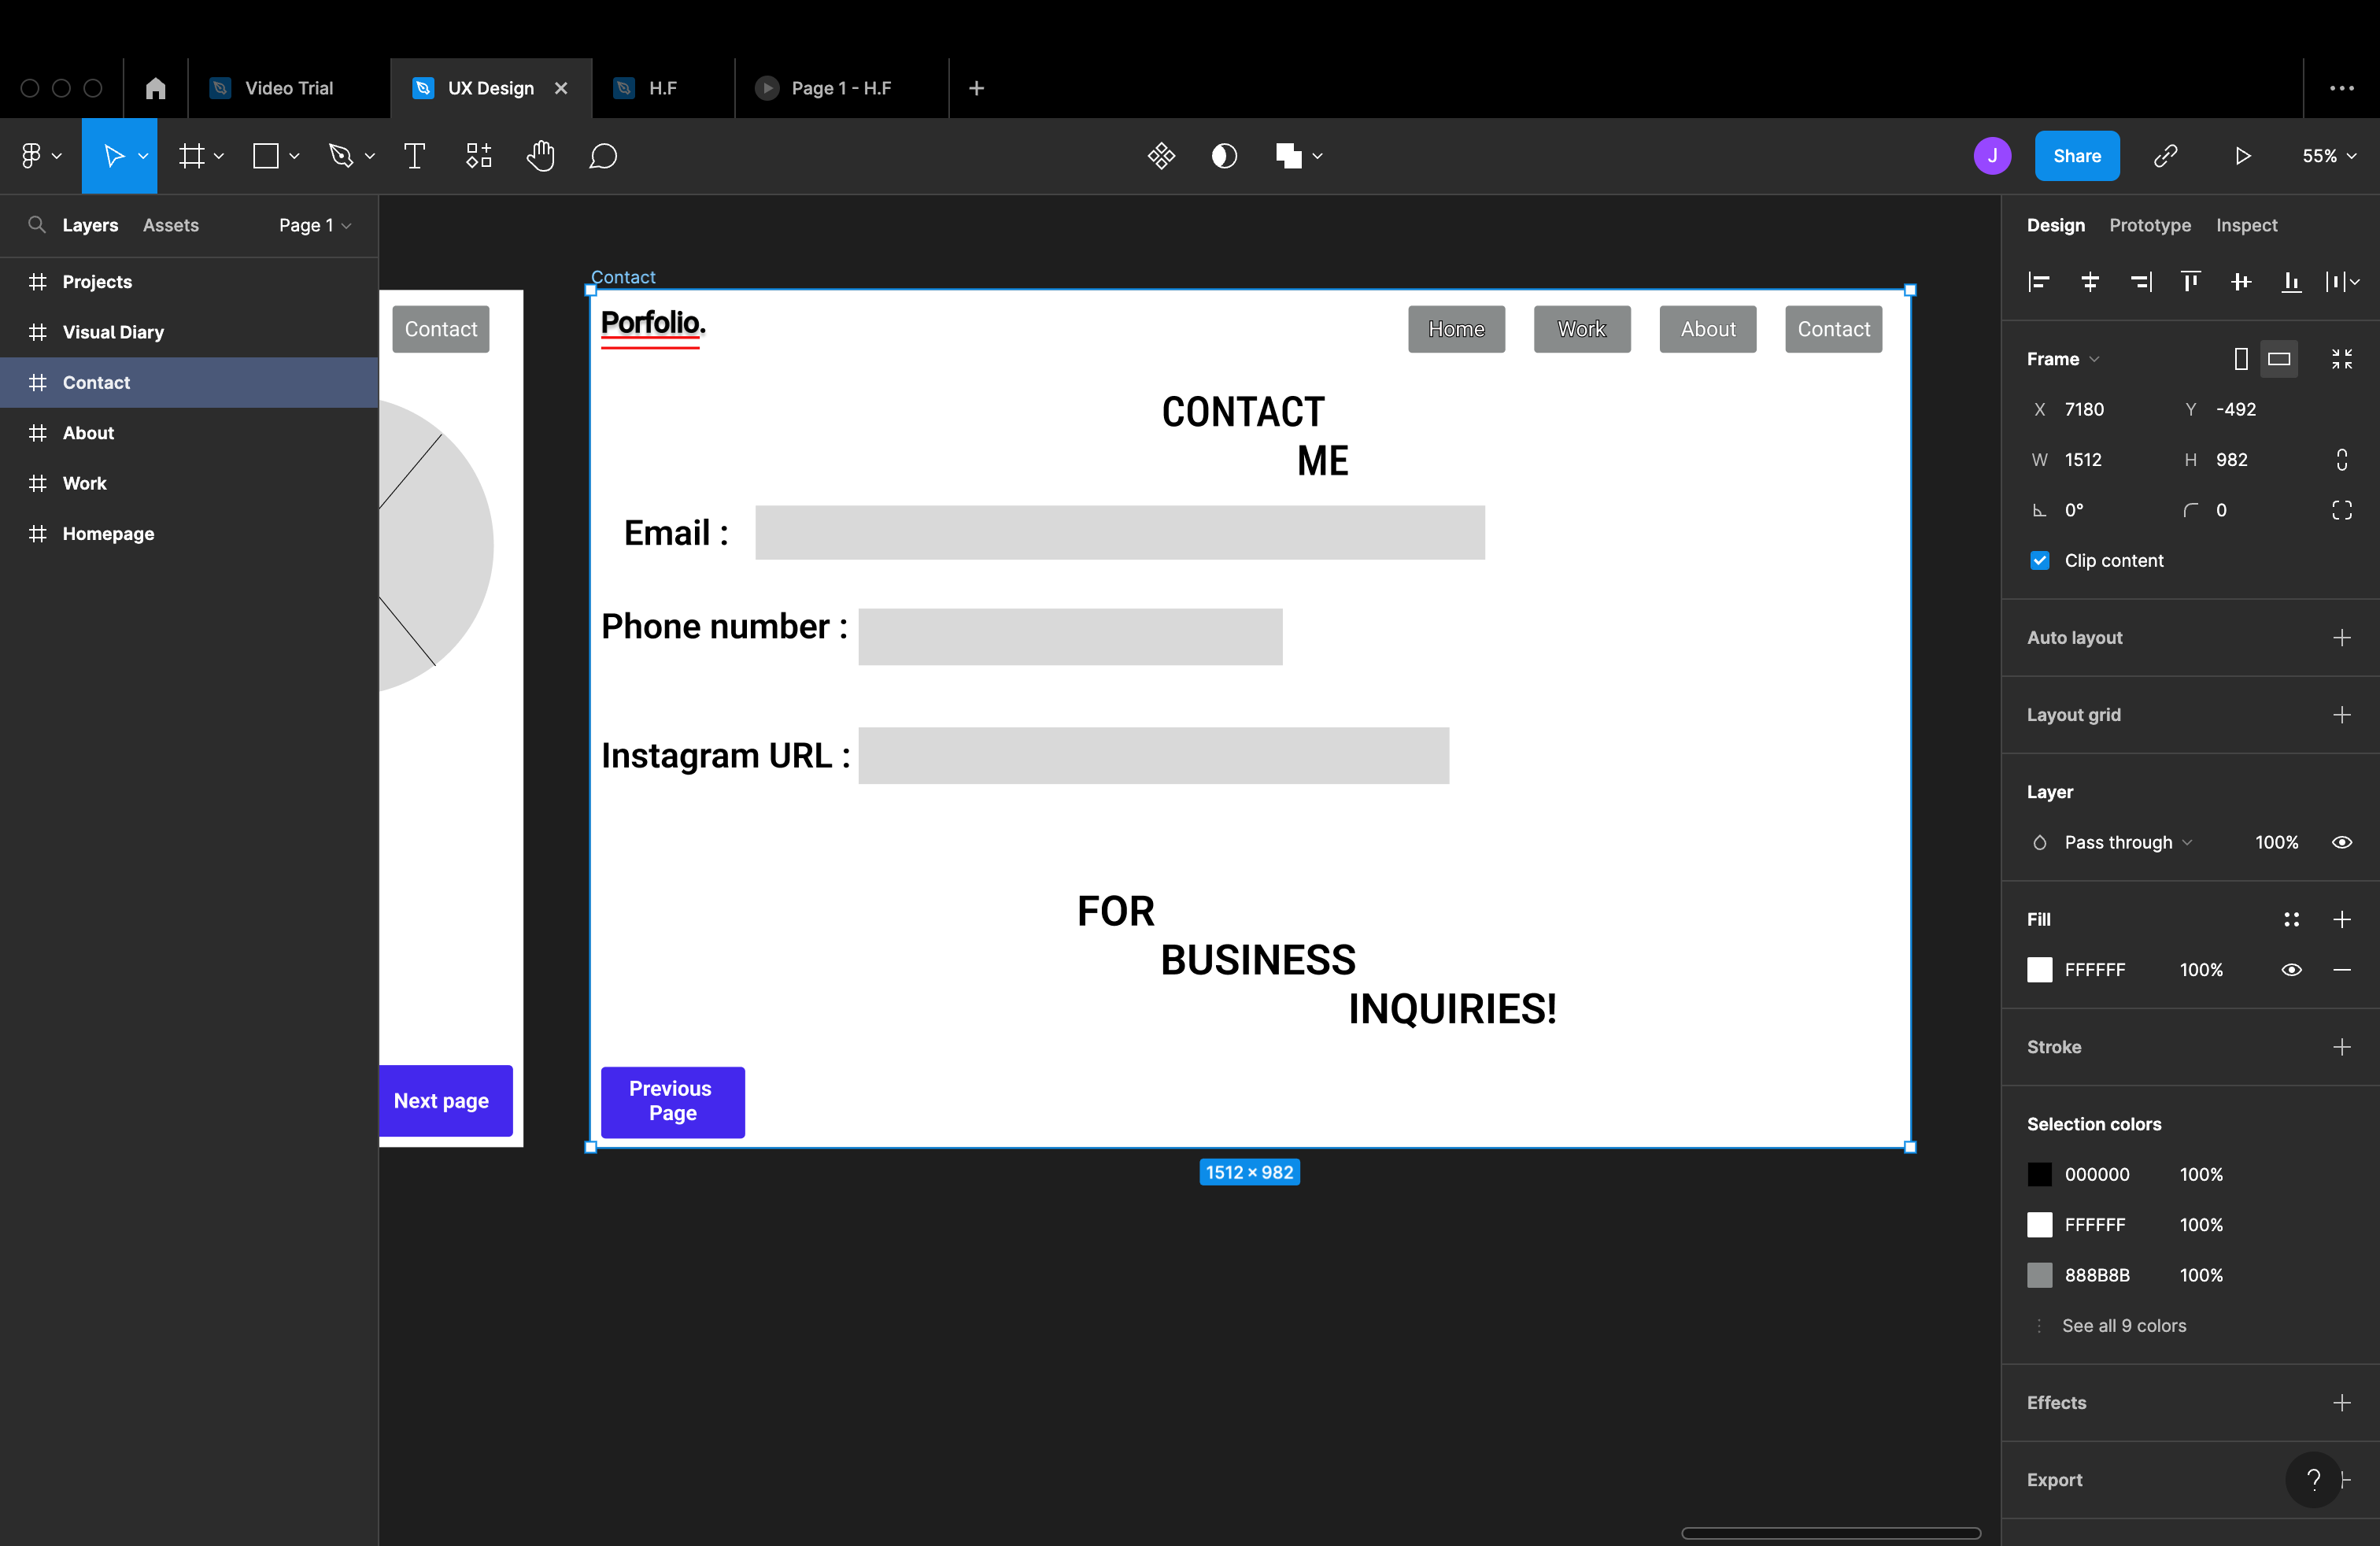 Video Trial
UX Design
H.F
Page 1 - H.F
J
Share
55%
Layers
Assets
Page 1
Projects
Visual Diary
Contact
About
Work
Homepage
Contact
Next page
Contact
Porfolio.
Home
Work
About
Contact
CONTACT
ME
Email :
Phone number :
Instagram URL :
FOR
BUSINESS
INQUIRIES!
Previous
Page
1512 × 982
Design
Prototype
Inspect
Frame
X 7180
Y -492
W 1512
H 982
0°
0
Clip content
Auto layout
Layout grid
Layer
Pass through
100%
Fill
FFFFFF
100%
Stroke
Selection colors
000000
100%
FFFFFF
100%
888B8B
100%
See all 9 colors
Effects
Export
?